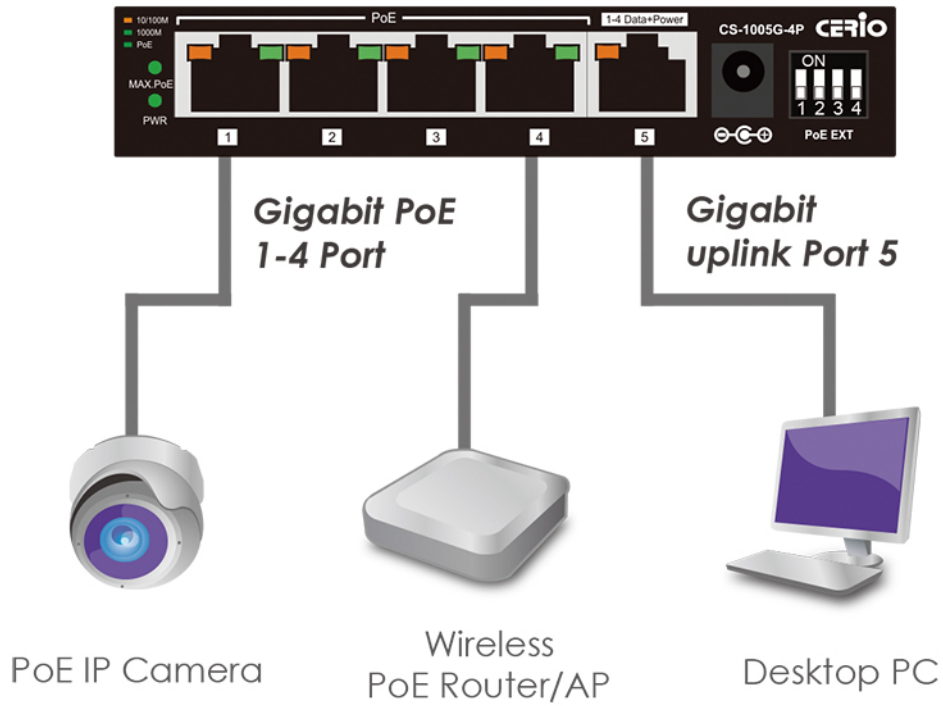 10/100M
1000M
PoE
MAX.PoE
PWR
PoE
1-4 Data+Power
CS-1005G-4P CERIO
ON
1 2 3 4
PoE EXT
1 2 3 4 5
Gigabit PoE
1-4 Port
Gigabit
uplink Port 5
PoE IP Camera
Wireless
PoE Router/AP
Desktop PC